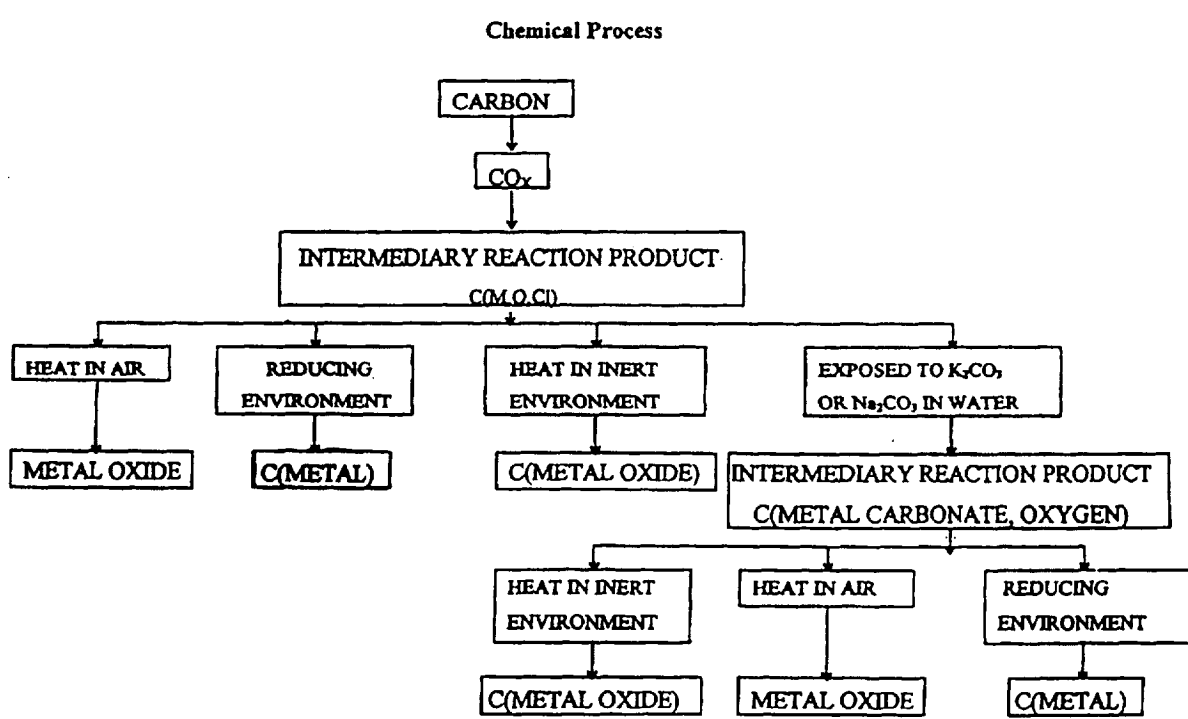 Chemical Process
CARBON
COX
INTERMEDIARY REACTION PRODUCT
C(M,O,Cl)
HEAT IN AIR
REDUCING
ENVIRONMENT
HEAT IN INERT
ENVIRONMENT
EXPOSED TO K₂CO₃
OR Na₂CO₃ IN WATER
METAL OXIDE
C(METAL)
C(METAL OXIDE)
INTERMEDIARY REACTION PRODUCT
C(METAL CARBONATE, OXYGEN)
HEAT IN INERT
ENVIRONMENT
HEAT IN AIR
REDUCING
ENVIRONMENT
C(METAL OXIDE)
METAL OXIDE
C(METAL)